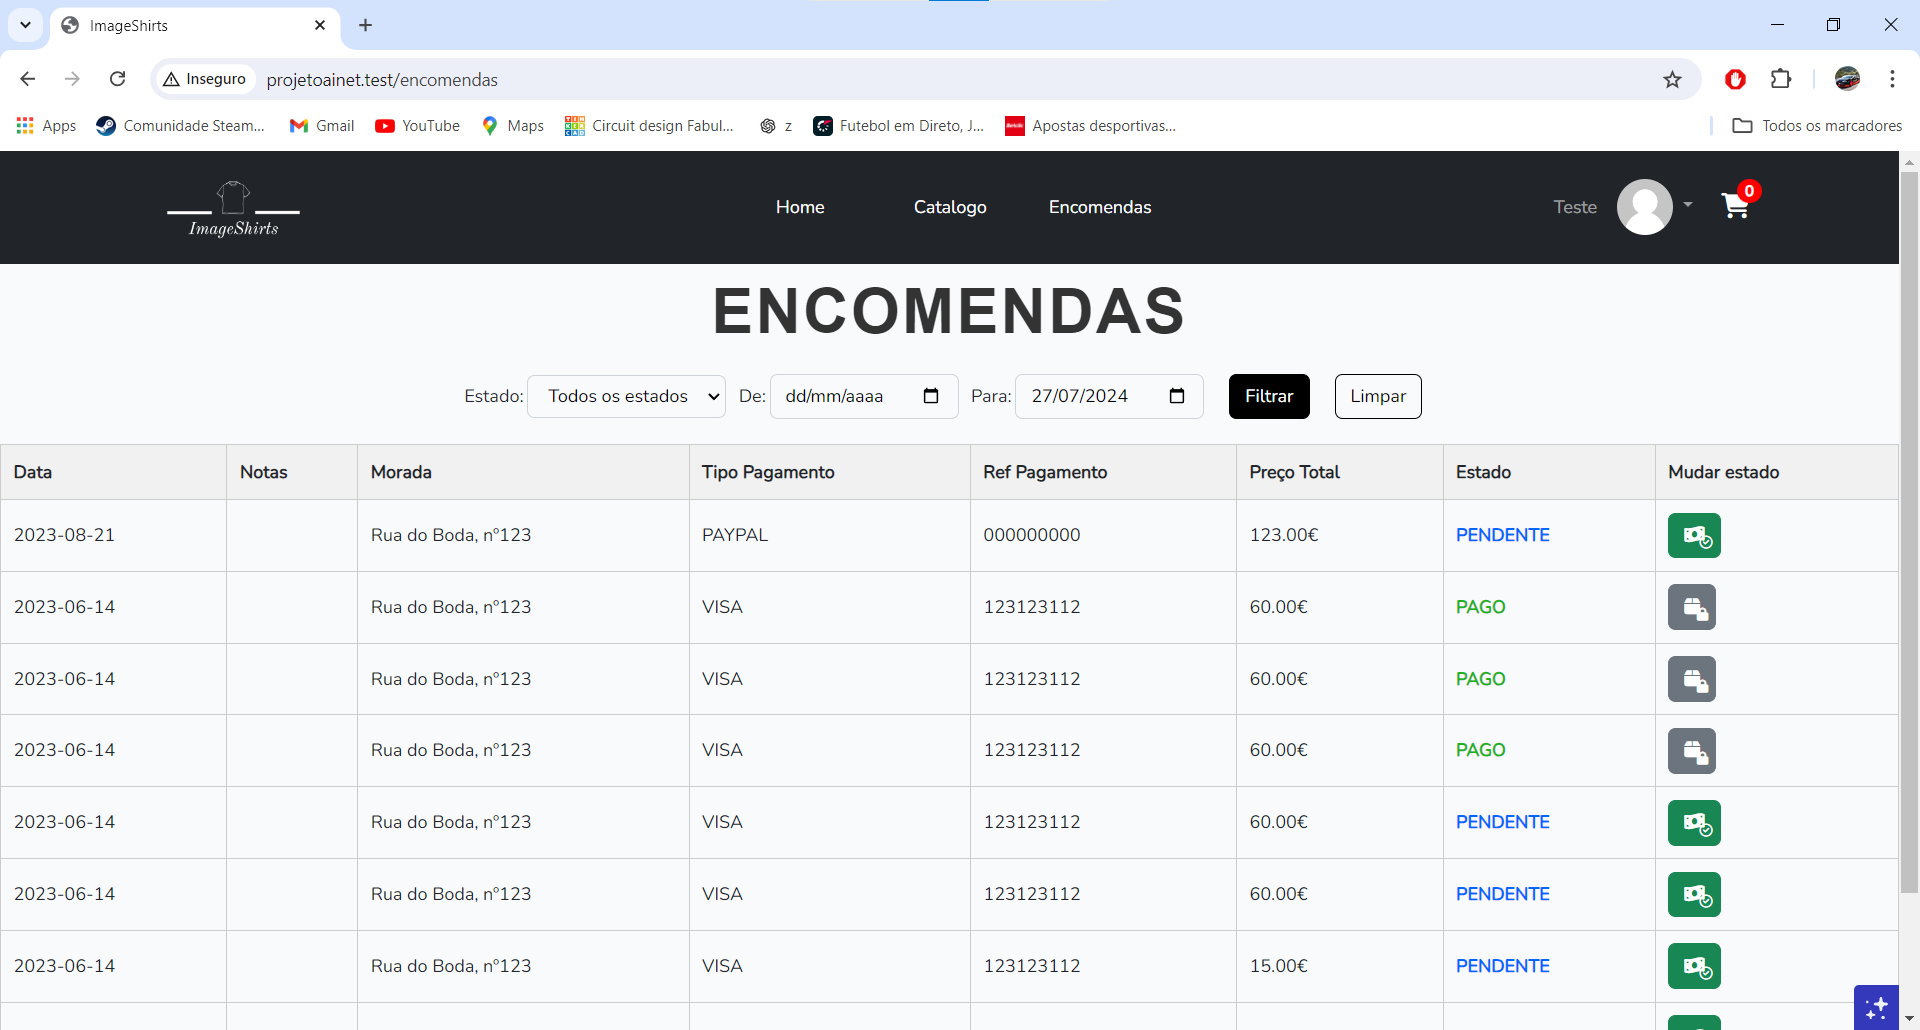 ImageShirts
Inseguro projetoainet.test/encomendas
Apps Comunidade Steam... Gmail YouTube Maps Circuit design Fabul... z Futebol em Direto, J... Apostas desportivas... Todos os marcadores
ImageShirts Home Catalogo Encomendas Teste 0
ENCOMENDAS
Estado: Todos os estados De: dd/mm/aaaa Para: 27/07/2024 Filtrar Limpar
Data Notas Morada Tipo Pagamento Ref Pagamento Preço Total Estado Mudar estado
2023-08-21 Rua do Boda, nº123 PAYPAL 000000000 123.00€ PENDENTE
2023-06-14 Rua do Boda, nº123 VISA 123123112 60.00€ PAGO
2023-06-14 Rua do Boda, nº123 VISA 123123112 60.00€ PAGO
2023-06-14 Rua do Boda, nº123 VISA 123123112 60.00€ PAGO
2023-06-14 Rua do Boda, nº123 VISA 123123112 60.00€ PENDENTE
2023-06-14 Rua do Boda, nº123 VISA 123123112 60.00€ PENDENTE
2023-06-14 Rua do Boda, nº123 VISA 123123112 15.00€ PENDENTE